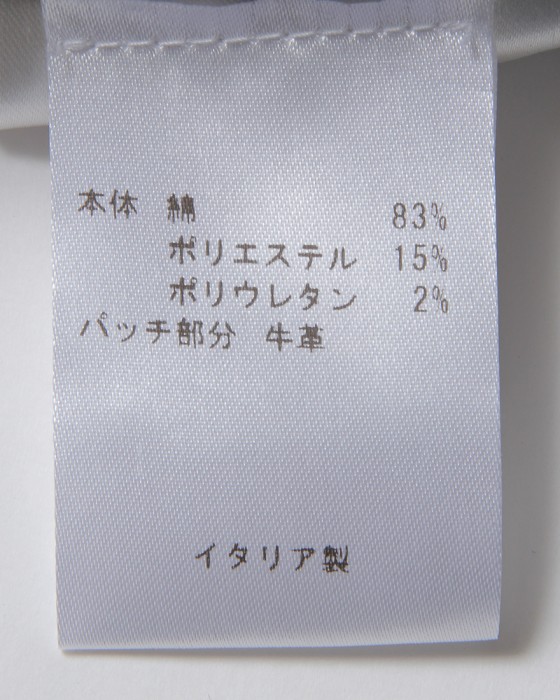 本体 綿 83%
ポリエステル 15%
ポリウレタン 2%
パッチ部分 牛革
イタリア製